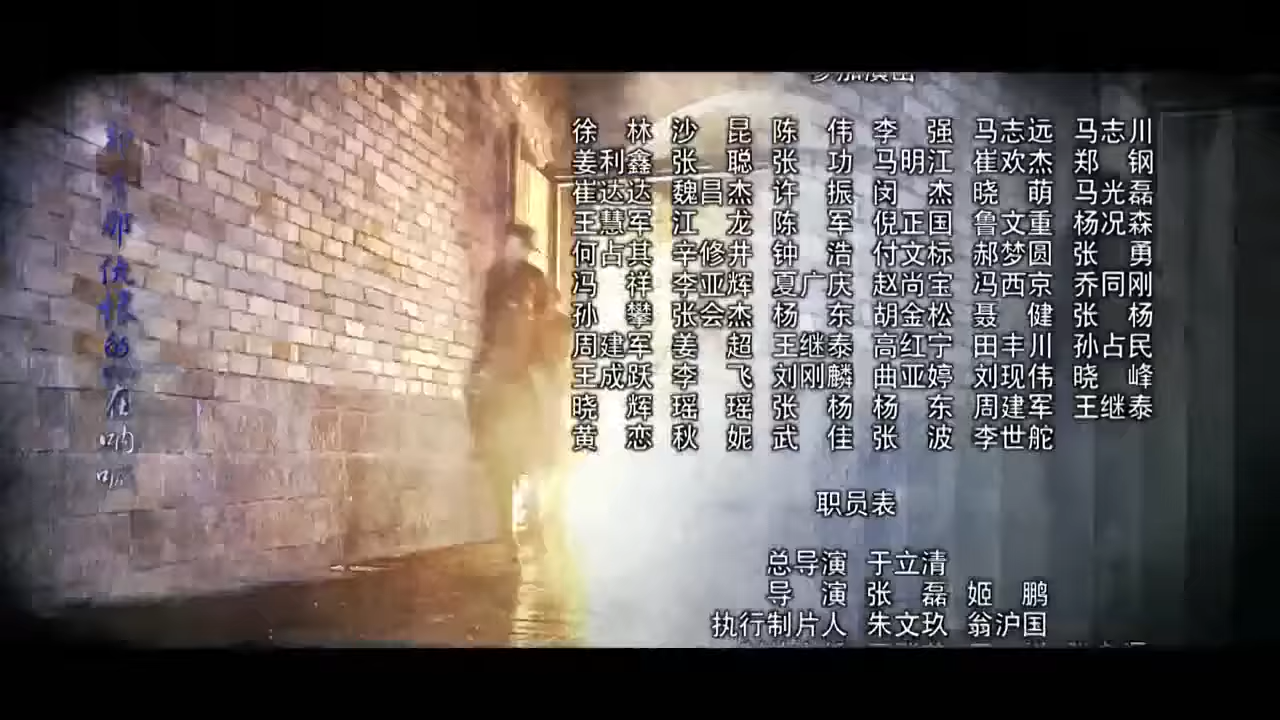 参加演出
徐 林 沙 昆 陈 伟 李 强 马志远 马志川
姜利鑫 张 聪 张 功 马明江 崔欢杰 郑 钢
崔达达 魏昌杰 许 振 闵 杰 晓 萌 马光磊
王慧军 江 龙 陈 军 倪正国 鲁文重 杨况森
何占其 辛修井 钟 浩 付文标 郝梦圆 张 勇
冯 祥 李亚辉 夏广庆 赵尚宝 冯西京 乔同刚
孙 攀 张会杰 杨 东 胡金松 聂 健 张 杨
周建军 姜 超 王继泰 高红宁 田丰川 孙占民
王成跃 李 飞 刘刚麟 曲亚婷 刘现伟 晓 峰
晓 辉 瑶 瑶 张 杨 杨 东 周建军 王继泰
黄 恋 秋 妮 武 佳 张 波 李世舵
职员表
总导演 于立清
导 演 张 磊 姬 鹏
执行制片人 朱文玖 翁沪国